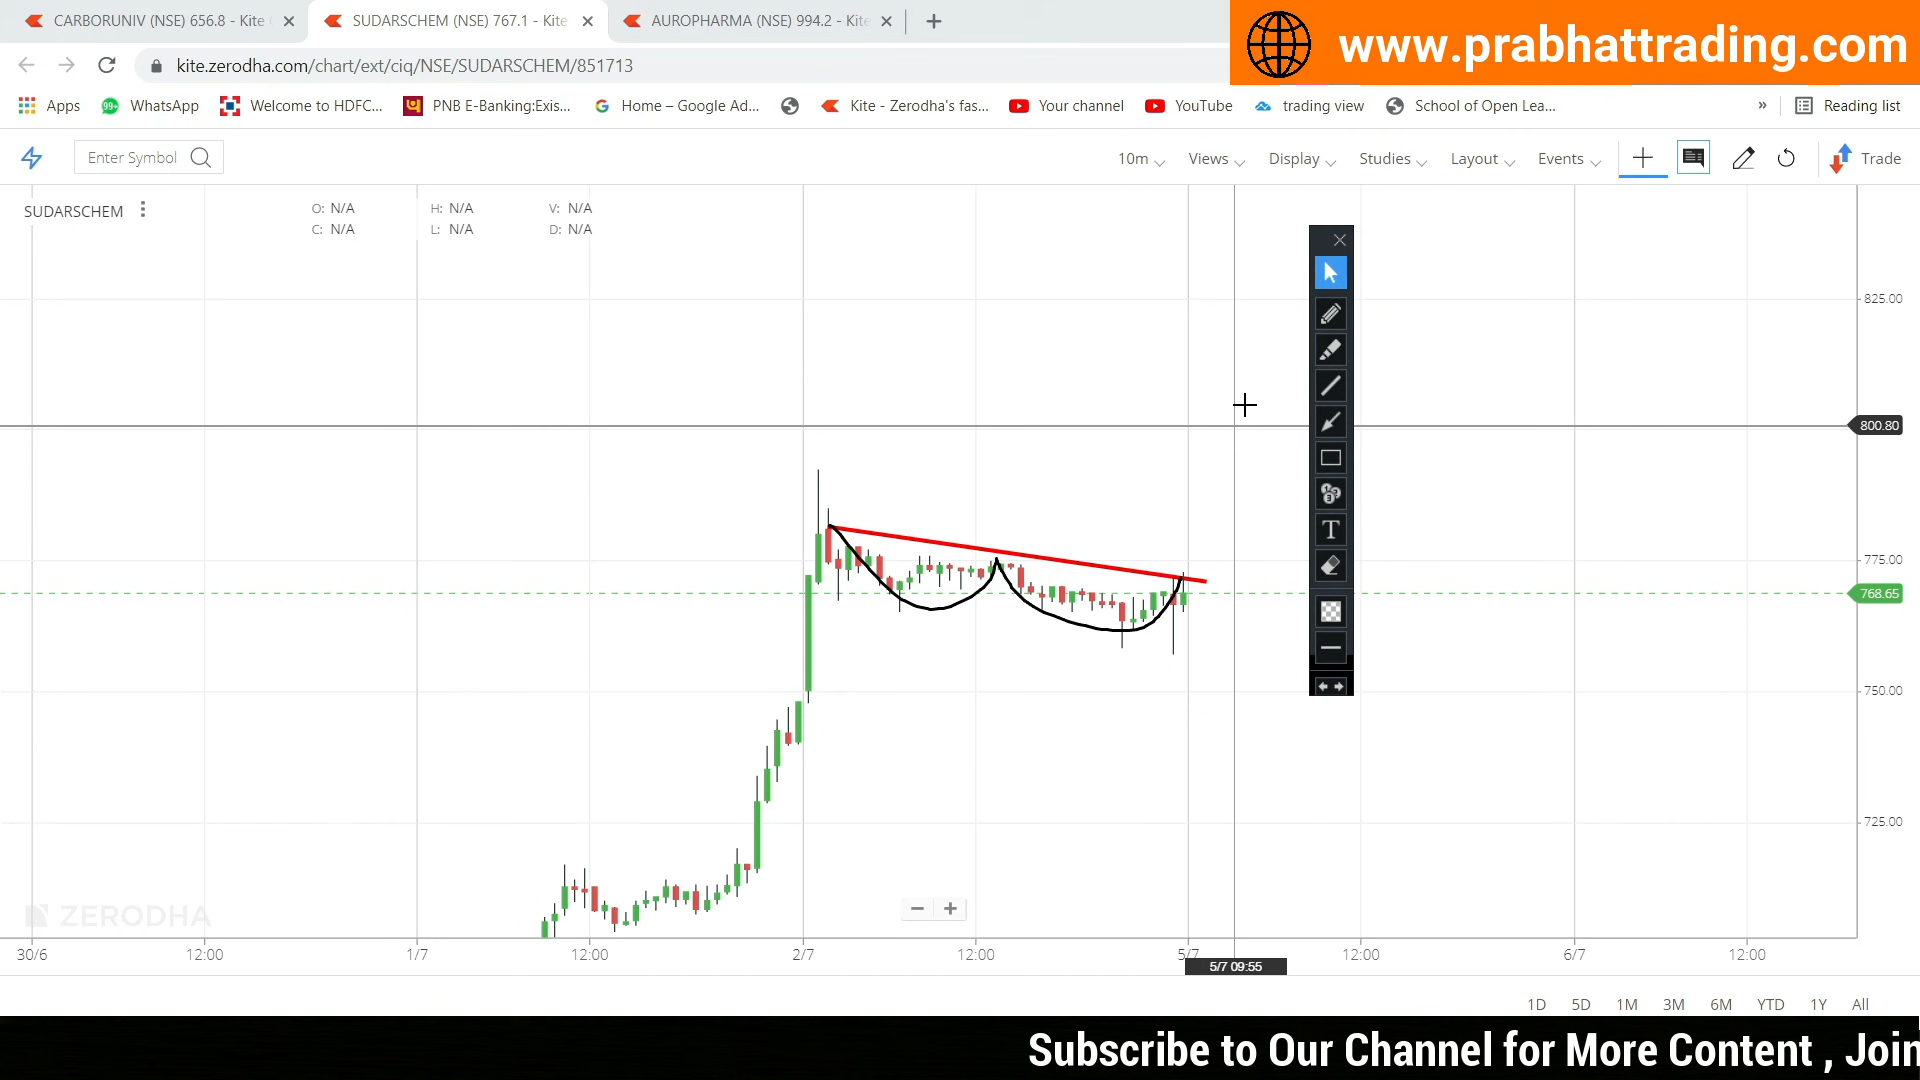 CARBORUNIV (NSE) 656.8 - Kite
SUDARSCHEM (NSE) 767.1 - Kite
AUROPHARMA (NSE) 994.2 - Kite
www.prabhattrading.com
kite.zerodha.com/chart/ext/ciq/NSE/SUDARSCHEM/851713
Apps
99+
WhatsApp
Welcome to HDFC...
PNB E-Banking:Exis...
Home – Google Ad...
Kite - Zerodha's fas...
Your channel
YouTube
trading view
School of Open Lea...
»
Reading list
Enter Symbol
10m
Views
Display
Studies
Layout
Events
Trade
SUDARSCHEM
O: N/A
H: N/A
V: N/A
C: N/A
L: N/A
D: N/A
T
825.00
800.80
775.00
768.65
750.00
725.00
ZERODHA
30/6
12:00
1/7
12:00
2/7
12:00
5/7
12:00
6/7
12:00
5/7 09:55
1D
5D
1M
3M
6M
YTD
1Y
All
Subscribe to Our Channel for More Content , Join